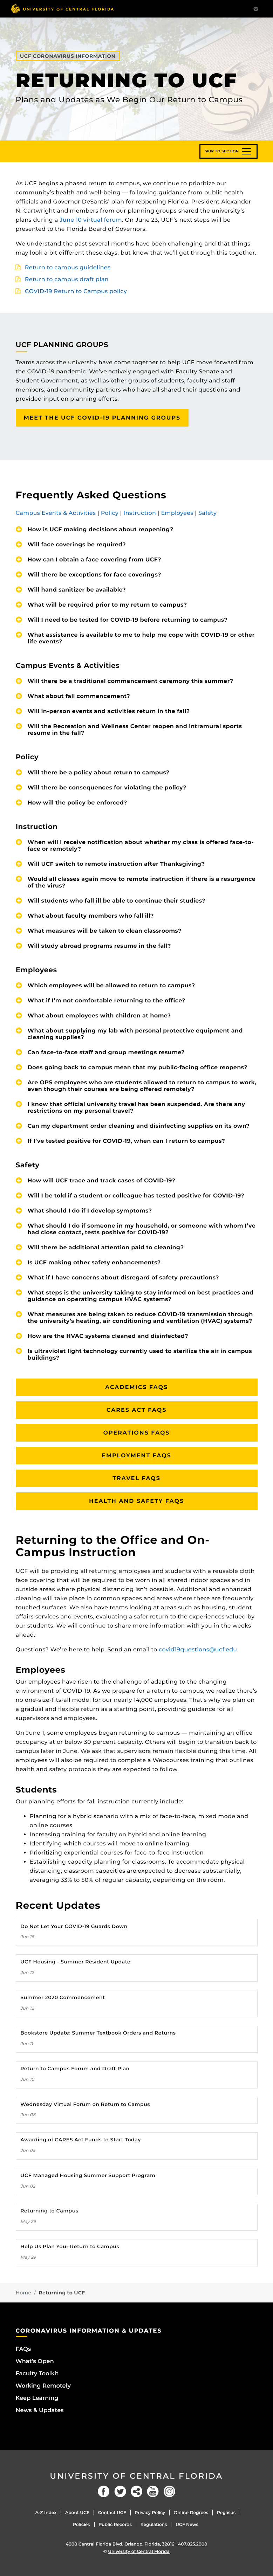 UNIVERSITY OF CENTRAL FLORIDA
UCF CORONAVIRUS INFORMATION
RETURNING TO UCF
Plans and Updates as We Begin Our Return to Campus
SKIP TO SECTION
As UCF begins a phased return to campus, we continue to prioritize our
community's health and well-being — following guidance from public health
officials and Governor DeSantis' plan for reopening Florida. President Alexander
N. Cartwright and members from our planning groups shared the university's
plans during a June 10 virtual forum. On June 23, UCF's next steps will be
presented to the Florida Board of Governors.
We understand the past several months have been challenging and that things
may look a bit different these days, but know that we'll get through this together.
Return to campus guidelines
Return to campus draft plan
COVID-19 Return to Campus policy
UCF PLANNING GROUPS
Teams across the university have come together to help UCF move forward from
the COVID-19 pandemic. We've actively engaged with Faculty Senate and
Student Government, as well as groups of students, faculty and staff
members, and community partners who have all shared their questions and
provided input on planning efforts.
MEET THE UCF COVID-19 PLANNING GROUPS
Frequently Asked Questions
Campus Events & Activities | Policy | Instruction | Employees | Safety
How is UCF making decisions about reopening?
Will face coverings be required?
How can I obtain a face covering from UCF?
Will there be exceptions for face coverings?
Will hand sanitizer be available?
What will be required prior to my return to campus?
Will I need to be tested for COVID-19 before returning to campus?
What assistance is available to me to help me cope with COVID-19 or other
life events?
Campus Events & Activities
Will there be a traditional commencement ceremony this summer?
What about fall commencement?
Will in-person events and activities return in the fall?
Will the Recreation and Wellness Center reopen and intramural sports
resume in the fall?
Policy
Will there be a policy about return to campus?
Will there be consequences for violating the policy?
How will the policy be enforced?
Instruction
When will I receive notification about whether my class is offered face-to-
face or remotely?
Will UCF switch to remote instruction after Thanksgiving?
Would all classes again move to remote instruction if there is a resurgence
of the virus?
Will students who fall ill be able to continue their studies?
What about faculty members who fall ill?
What measures will be taken to clean classrooms?
Will study abroad programs resume in the fall?
Employees
Which employees will be allowed to return to campus?
What if I'm not comfortable returning to the office?
What about employees with children at home?
What about supplying my lab with personal protective equipment and
cleaning supplies?
Can face-to-face staff and group meetings resume?
Does going back to campus mean that my public-facing office reopens?
Are OPS employees who are students allowed to return to campus to work,
even though their courses are being offered remotely?
I know that official university travel has been suspended. Are there any
restrictions on my personal travel?
Can my department order cleaning and disinfecting supplies on its own?
If I've tested positive for COVID-19, when can I return to campus?
Safety
How will UCF trace and track cases of COVID-19?
Will I be told if a student or colleague has tested positive for COVID-19?
What should I do if I develop symptoms?
What should I do if someone in my household, or someone with whom I've
had close contact, tests positive for COVID-19?
Will there be additional attention paid to cleaning?
Is UCF making other safety enhancements?
What if I have concerns about disregard of safety precautions?
What steps is the university taking to stay informed on best practices and
guidance on operating campus HVAC systems?
What measures are being taken to reduce COVID-19 transmission through
the university's heating, air conditioning and ventilation (HVAC) systems?
How are the HVAC systems cleaned and disinfected?
Is ultraviolet light technology currently used to sterilize the air in campus
buildings?
ACADEMICS FAQS
CARES ACT FAQS
OPERATIONS FAQS
EMPLOYMENT FAQS
TRAVEL FAQS
HEALTH AND SAFETY FAQS
Returning to the Office and On-
Campus Instruction
UCF will be providing all returning employees and students with a reusable cloth
face covering that will be required to be worn in all shared environments and
places where physical distancing isn't possible. Additional and enhanced cleaning
will be taking place in common spaces and areas where there are frequently
touched surfaces. We also have teams looking at areas such as housing, student
affairs services and events, evaluating how best to return to on-campus
experiences. We will continue to share more information with you in the weeks
ahead.
Questions? We're here to help. Send an email to covid19questions@ucf.edu.
Employees
Our employees have risen to the challenge of adapting to the changing
environment of COVID-19. As we prepare for a return to campus, we realize there's
no one-size-fits-all model for our nearly 14,000 employees. That's why we plan on
a gradual and flexible return as a starting point, providing guidance for all
supervisors and employees.
On June 1, some employees began returning to campus — maintaining an office
occupancy at or below 30 percent capacity. Others will begin to transition back to
campus later in June. We ask that supervisors remain flexible during this time. All
employees will also be required to complete a Webcourses training that outlines
health and safety protocols they are expected to follow.
Students
Our planning efforts for fall instruction currently include:
Planning for a hybrid scenario with a mix of face-to-face, mixed mode and
online courses
Increasing training for faculty on hybrid and online learning
identifying which courses will move to online learning
Prioritizing experiential courses for face-to-face instruction
Establishing capacity planning for classrooms. To accommodate physical
distancing, classroom capacities are expected to decrease substantially,
averaging 33% to 50% of regular capacity, depending on the room.
Recent Updates
Do Not Let Your COVID-19 Guards Down
Jun 16
UCF Housing - Summer Resident Update
Jun 12
Summer 2020 Commencement
Jun 12
Bookstore Update: Summer Textbook Orders and Returns
Jun 11
Return to Campus Forum and Draft Plan
Jun 10
Wednesday Virtual Forum on Return to Campus
Jun 08
Awarding of CARES Act Funds to Start Today
Jun 05
UCF Managed Housing Summer Support Program
Jun 02
Returning to Campus
May 29
Help Us Plan Your Return to Campus
May 29
Home / Returning to UCF
CORONAVIRUS INFORMATION & UPDATES
FAQs
What's Open
Faculty Toolkit
Working Remotely
Keep Learning
News & Updates
UNIVERSITY OF CENTRAL FLORIDA
A-Z Index | About UCF | Contact UCF | Privacy Policy | Online Degrees | Pegasus |
Policies | Public Records | Regulations | UCF News
4000 Central Florida Blvd. Orlando, Florida, 32816 | 407.823.2000
© University of Central Florida